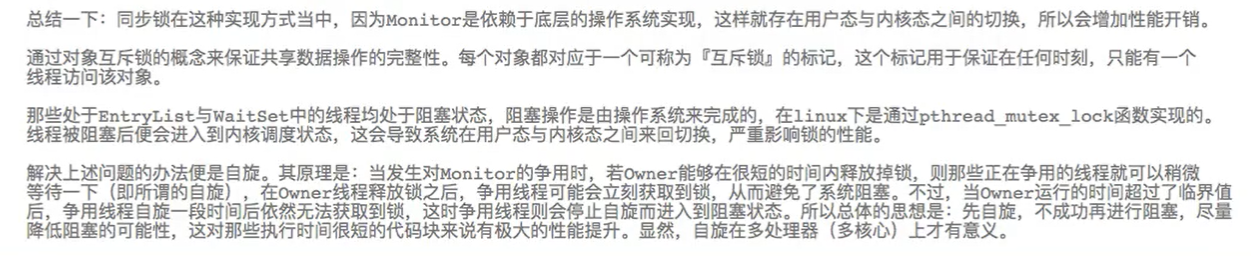 总结一下：同步锁在这种实现方式当中，因为Monitor是依赖于底层的操作系统实现，这样就存在用户态与内核态之间的切换，所以会增加性能开销。
通过对象互斥锁的概念来保证共享数据操作的完整性。每个对象都对应于一个可称为『互斥锁』的标记，这个标记用于保证在任何时刻，只能有一个
线程访问该对象。
那些处于EntryList与WaitSet中的线程均处于阻塞状态，阻塞操作是由操作系统来完成的，在linux下是通过pthread_mutex_lock函数实现的。
线程被阻塞后便会进入到内核调度状态，这会导致系统在用户态与内核态之间来回切换，严重影响锁的性能。
解决上述问题的办法便是自旋。其原理是：当发生对Monitor的争用时，若Owner能够在很短的时间内释放掉锁，则那些正在争用的线程就可以稍微
等待一下（即所谓的自旋），在Owner线程释放锁之后，争用线程可能会立刻获取到锁，从而避免了系统阻塞。不过，当Owner运行的时间超过了临界值
后，争用线程自旋一段时间后依然无法获取到锁，这时争用线程则会停止自旋而进入到阻塞状态。所以总体的思想是：先自旋，不成功再进行阻塞，尽量
降低阻塞的可能性，这对那些执行时间很短的代码块来说有极大的性能提升。显然，自旋在多处理器（多核心）上才有意义。